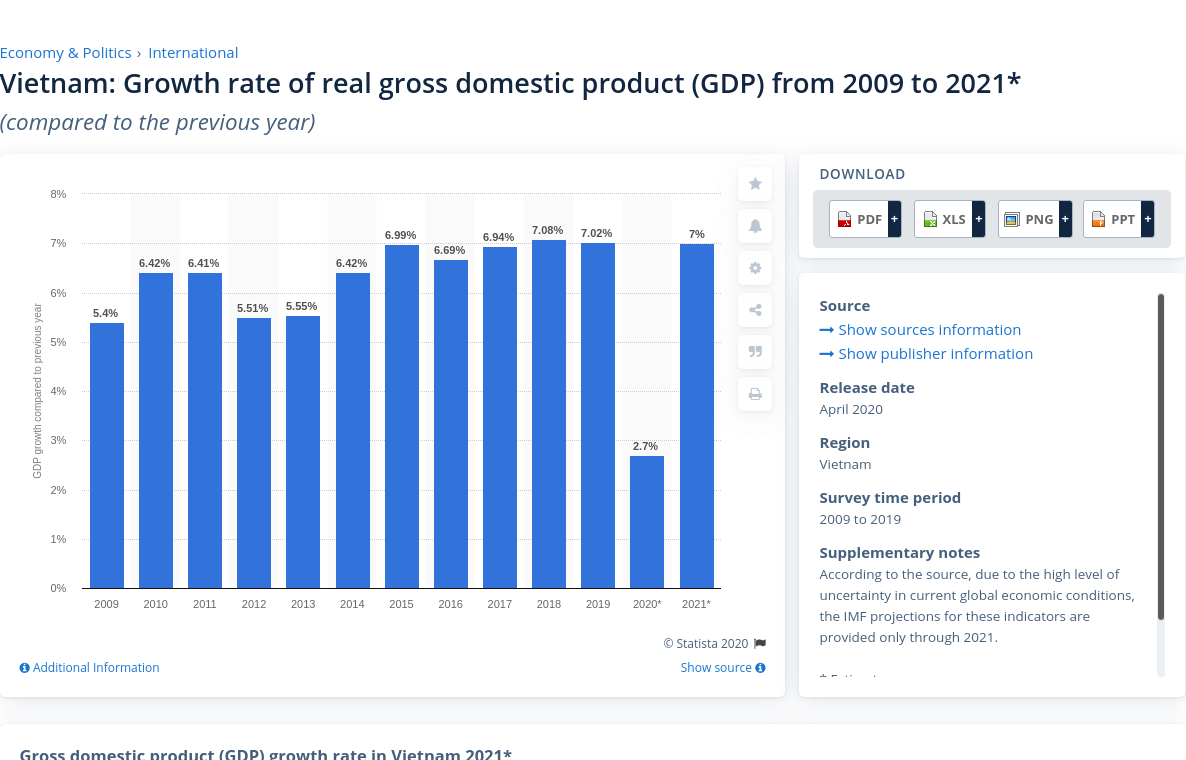 Economy & Politics › International
Vietnam: Growth rate of real gross domestic product (GDP) from 2009 to 2021*
(compared to the previous year)
GDP growth compared to previous year
8%
7%
6%
5%
4%
3%
2%
1%
0%
5.4%
6.42%
6.41%
5.51%
5.55%
6.42%
6.99%
6.69%
6.94%
7.08%
7.02%
2.7%
7%
2009 2010 2011 2012 2013 2014 2015 2016 2017 2018 2019 2020* 2021*
© Statista 2020
Additional Information
Show source
DOWNLOAD
PDF + XLS + PNG + PPT +
Source
Show sources information
Show publisher information
Release date
April 2020
Region
Vietnam
Survey time period
2009 to 2019
Supplementary notes
According to the source, due to the high level of
uncertainty in current global economic conditions,
the IMF projections for these indicators are
provided only through 2021.
Gross domestic product (GDP) growth rate in Vietnam 2021*